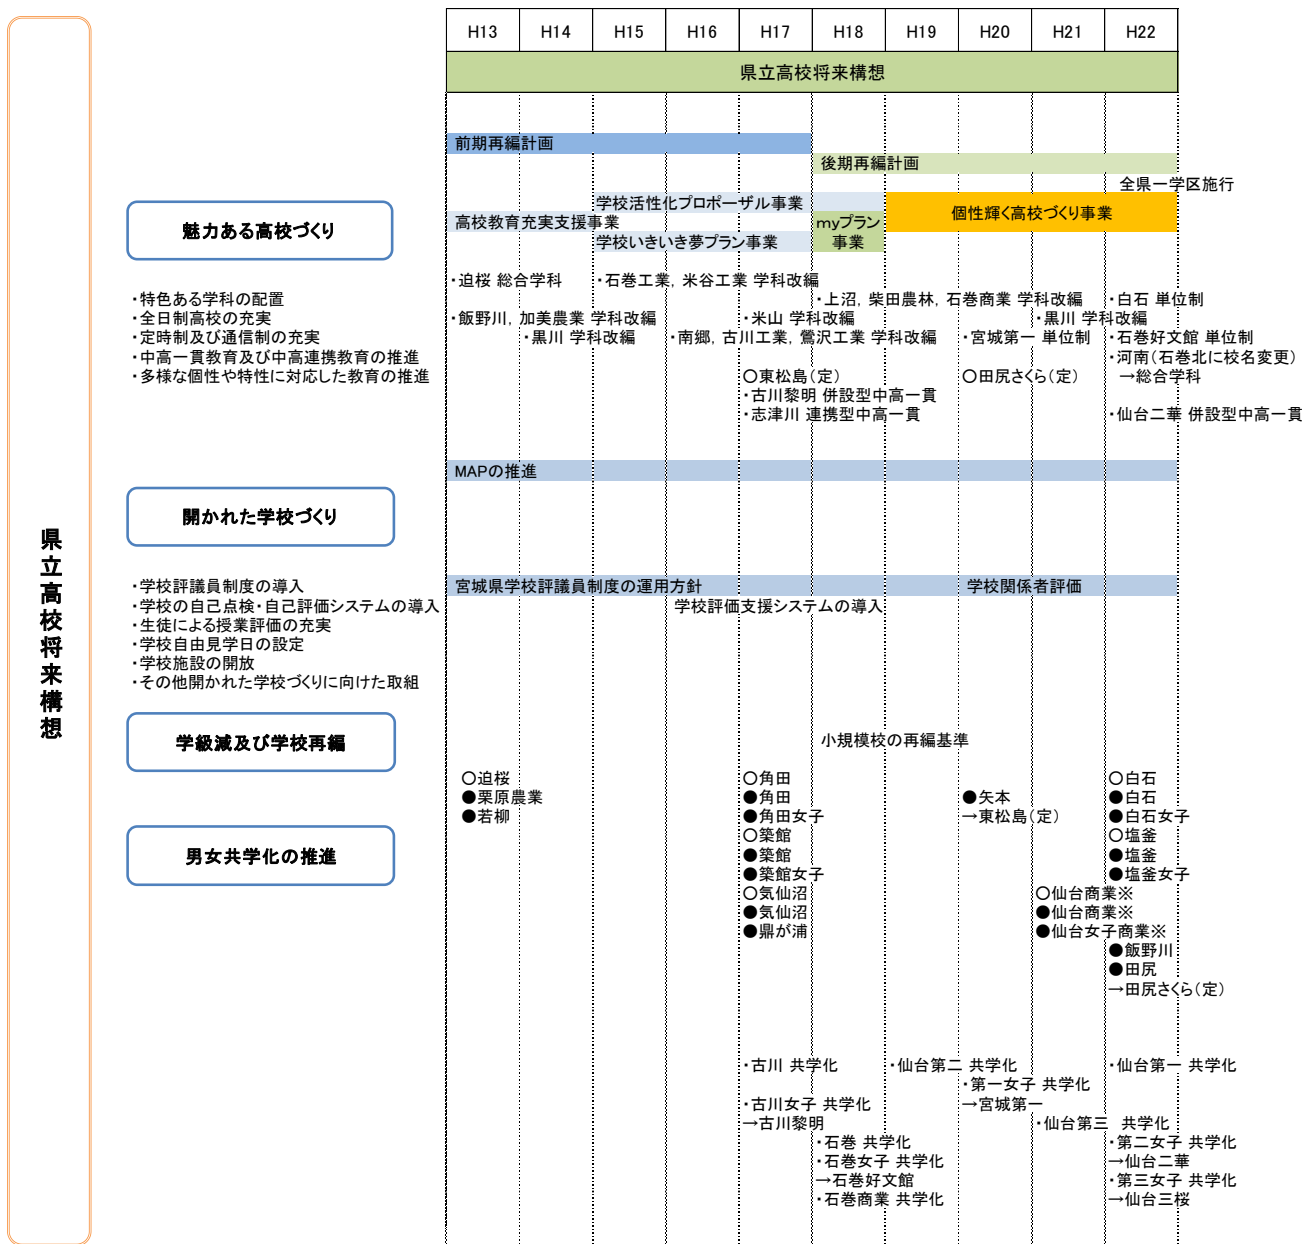 県立高校将来構想
H13 H14 H15 H16 H17 H18 H19 H20 H21 H22
県立高校将来構想
前期再編計画
後期再編計画
全県一学区施行
学校活性化プロポーザル事業
個性輝く高校づくり事業
魅力ある高校づくり
高校教育充実支援事業
myプラン
事業
学校いきいき夢プラン事業
・迫桜 総合学科 ・石巻工業, 米谷工業 学科改編
・特色ある学科の配置 ・上沼, 柴田農林, 石巻商業 学科改編 ・白石 単位制
・全日制高校の充実 ・飯野川, 加美農業 学科改編 ・米山 学科改編 ・黒川 学科改編
・定時制及び通信制の充実 ・黒川 学科改編 ・南郷, 古川工業, 鶯沢工業 学科改編 ・宮城第一 単位制 ・石巻好文館 単位制
・中高一貫教育及び中高連携教育の推進 ・河南(石巻北に校名変更)
・多様な個性や特性に対応した教育の推進 ○東松島(定) ○田尻さくら(定) →総合学科
・古川黎明 併設型中高一貫
・志津川 連携型中高一貫 ・仙台二華 併設型中高一貫
MAPの推進
開かれた学校づくり
・学校評議員制度の導入 宮城県学校評議員制度の運用方針 学校関係者評価
・学校の自己点検・自己評価システムの導入 学校評価支援システムの導入
・生徒による授業評価の充実
・学校自由見学日の設定
・学校施設の開放
・その他開かれた学校づくりに向けた取組
学級減及び学校再編
小規模校の再編基準
○迫桜 ○角田 ○白石
●栗原農業 ●角田 ●矢本 ●白石
●若柳 ●角田女子 →東松島(定) ●白石女子
○築館 ○塩釜
男女共学化の推進
●築館 ●塩釜
●築館女子 ●塩釜女子
○気仙沼 ○仙台商業※
●気仙沼 ●仙台商業※
●鼎が浦 ●仙台女子商業※
●飯野川
●田尻
→田尻さくら(定)
・古川 共学化 ・仙台第二 共学化 ・仙台第一 共学化
・第一女子 共学化
・古川女子 共学化 →宮城第一
→古川黎明 ・仙台第三 共学化
・石巻 共学化 ・第二女子 共学化
・石巻女子 共学化 →仙台二華
→石巻好文館 ・第三女子 共学化
・石巻商業 共学化 →仙台三桜